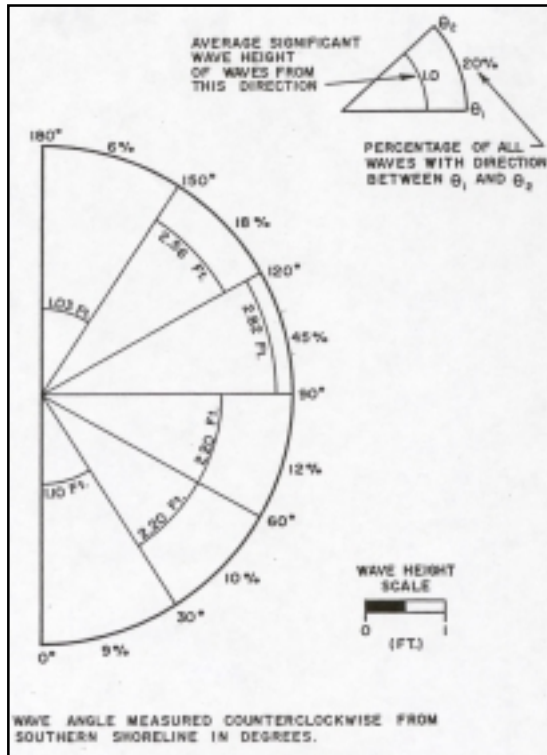 AVERAGE SIGNIFICANT
WAVE HEIGHT
OF WAVES FROM
THIS DIRECTION
θ₂
20%
1.0
θ₁
PERCENTAGE OF ALL
WAVES WITH DIRECTION
BETWEEN θ₁ AND θ₂
180°
6%
150°
18%
2.56 Ft.
120°
1.03 Ft.
2.82 Ft.
45%
90°
2.20 Ft.
12%
1.10 Ft.
2.20 Ft.
60°
10%
30°
9%
0°
WAVE HEIGHT
SCALE
0 1
(FT.)
WAVE ANGLE MEASURED COUNTERCLOCKWISE FROM
SOUTHERN SHORELINE IN DEGREES.